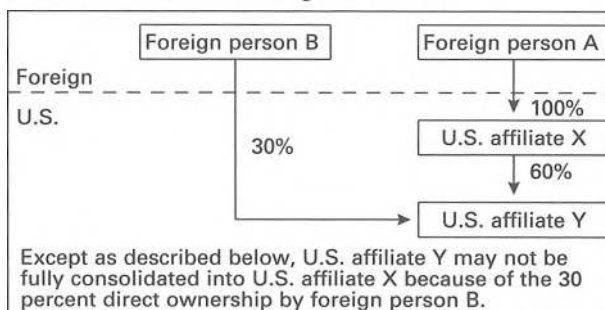 Foreign person B
Foreign person A
Foreign
U.S.
100%
U.S. affiliate X
30%
60%
U.S. affiliate Y
Except as described below, U.S. affiliate Y may not be
fully consolidated into U.S. affiliate X because of the 30
percent direct ownership by foreign person B.